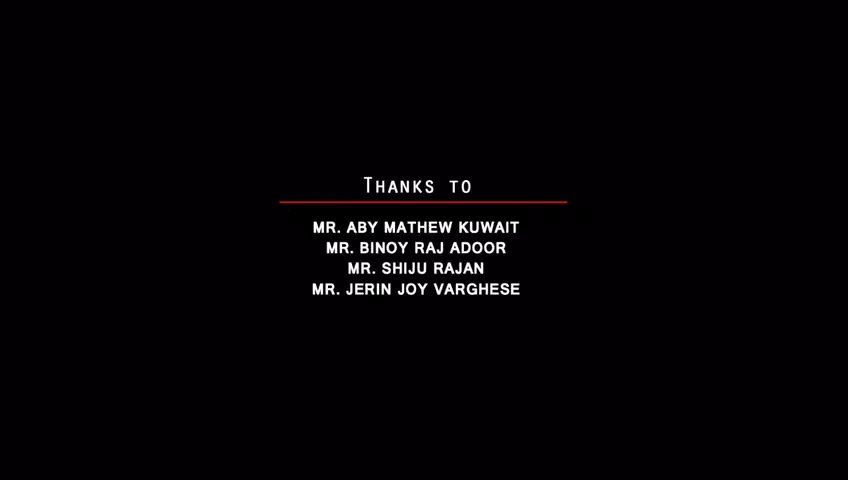 THANKS TO
MR. ABY MATHEW KUWAIT
MR. BINOY RAJ ADOOR
MR. SHIJU RAJAN
MR. JERIN JOY VARGHESE